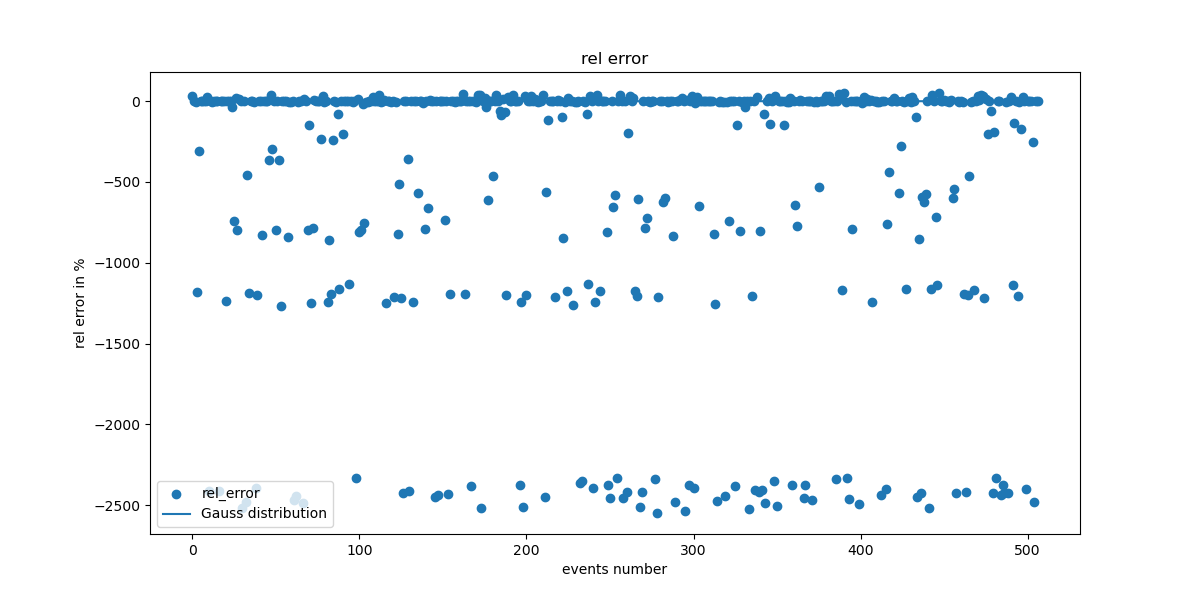 rel error
0
−500
−1000
−1500
−2000
−2500
rel error in %
rel_error
Gauss distribution
0 100 200 300 400 500
events number